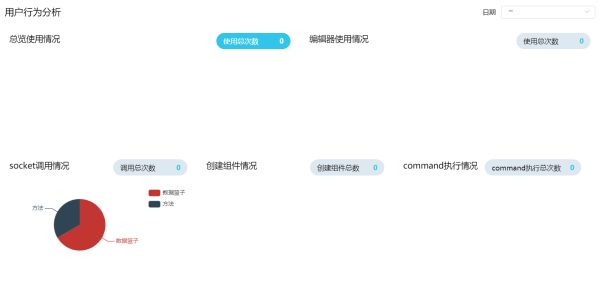 用户行为分析
日期
总览使用情况
使用总次数 0
编辑器使用情况
使用总次数 0
socket调用情况
调用总次数 0
创建组件情况
创建组件总数 0
command执行情况
command执行总次数 0
数据篮子
方法
方法
数据篮子